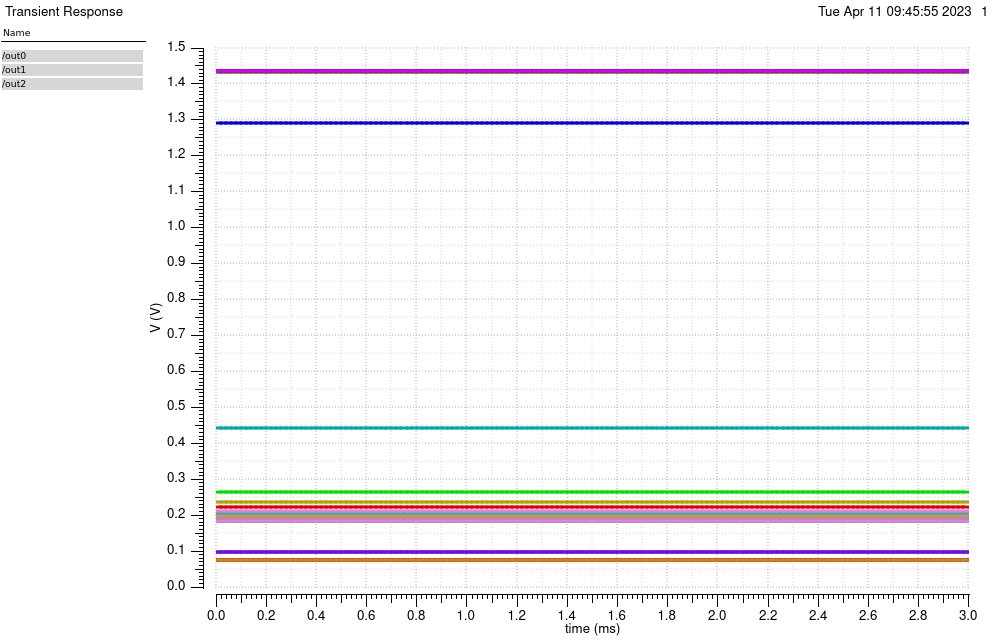 Transient Response
Tue Apr 11 09:45:55 2023 1
Name
/out0
/out1
/out2
1.5
1.4
1.3
1.2
1.1
1.0
0.9
0.8
0.7
0.6
0.5
0.4
0.3
0.2
0.1
0.0
V (V)
0.0 0.2 0.4 0.6 0.8 1.0 1.2 1.4 1.6 1.8 2.0 2.2 2.4 2.6 2.8 3.0
time (ms)